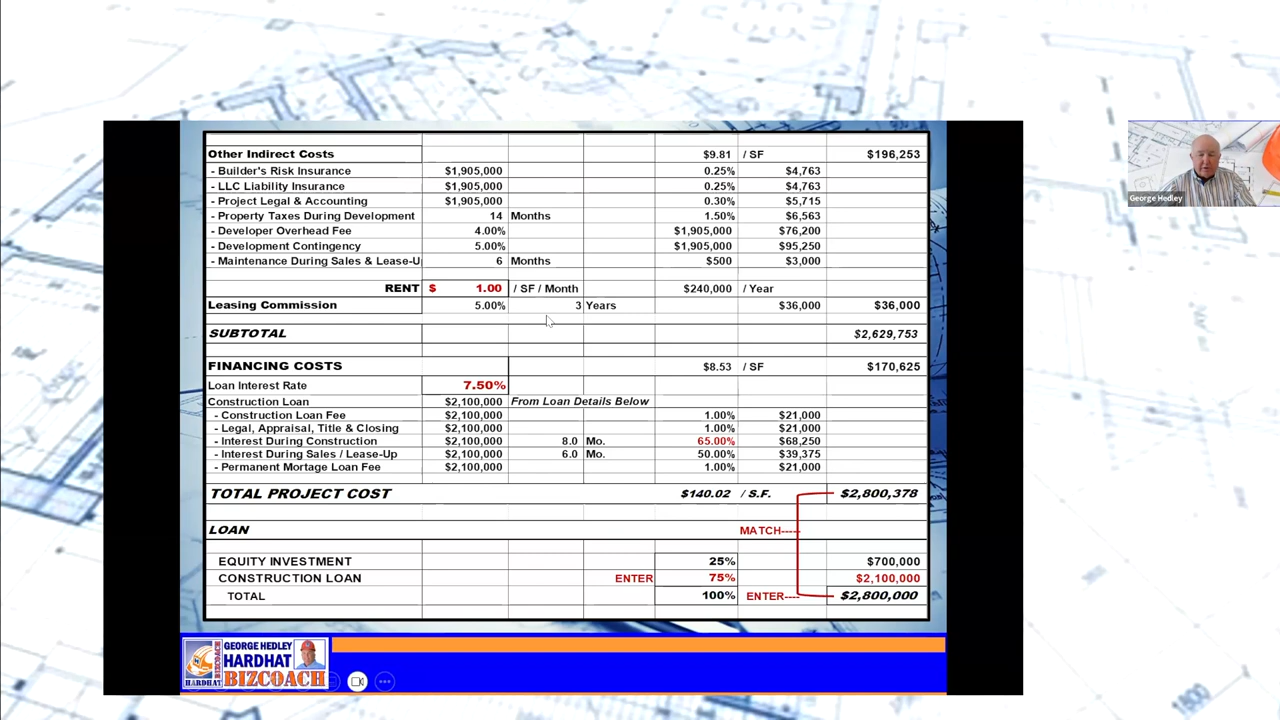 Other Indirect Costs $9.81 / SF $196,253
- Builder's Risk Insurance $1,905,000 0.25% $4,763
- LLC Liability Insurance $1,905,000 0.25% $4,763
- Project Legal & Accounting $1,905,000 0.30% $5,715
- Property Taxes During Development 14 Months 1.50% $6,563
- Developer Overhead Fee 4.00% $1,905,000 $76,200
- Development Contingency 5.00% $1,905,000 $95,250
- Maintenance During Sales & Lease-U 6 Months $500 $3,000
RENT $ 1.00 / SF / Month $240,000 / Year
Leasing Commission 5.00% 3 Years $36,000 $36,000
SUBTOTAL $2,629,753
FINANCING COSTS $8.53 / SF $170,625
Loan Interest Rate 7.50%
Construction Loan $2,100,000 From Loan Details Below
- Construction Loan Fee $2,100,000 1.00% $21,000
- Legal, Appraisal, Title & Closing $2,100,000 1.00% $21,000
- Interest During Construction $2,100,000 8.0 Mo. 65.00% $68,250
- Interest During Sales / Lease-Up $2,100,000 6.0 Mo. 50.00% $39,375
- Permanent Mortage Loan Fee $2,100,000 1.00% $21,000
TOTAL PROJECT COST $140.02 / S.F. $2,800,378
LOAN MATCH----
EQUITY INVESTMENT 25% $700,000
CONSTRUCTION LOAN ENTER 75% $2,100,000
TOTAL 100% ENTER---- $2,800,000
George Hedley
GEORGE HEDLEY
HARDHAT
BIZCOACH
BIZCOACH
HARDHAT
1800